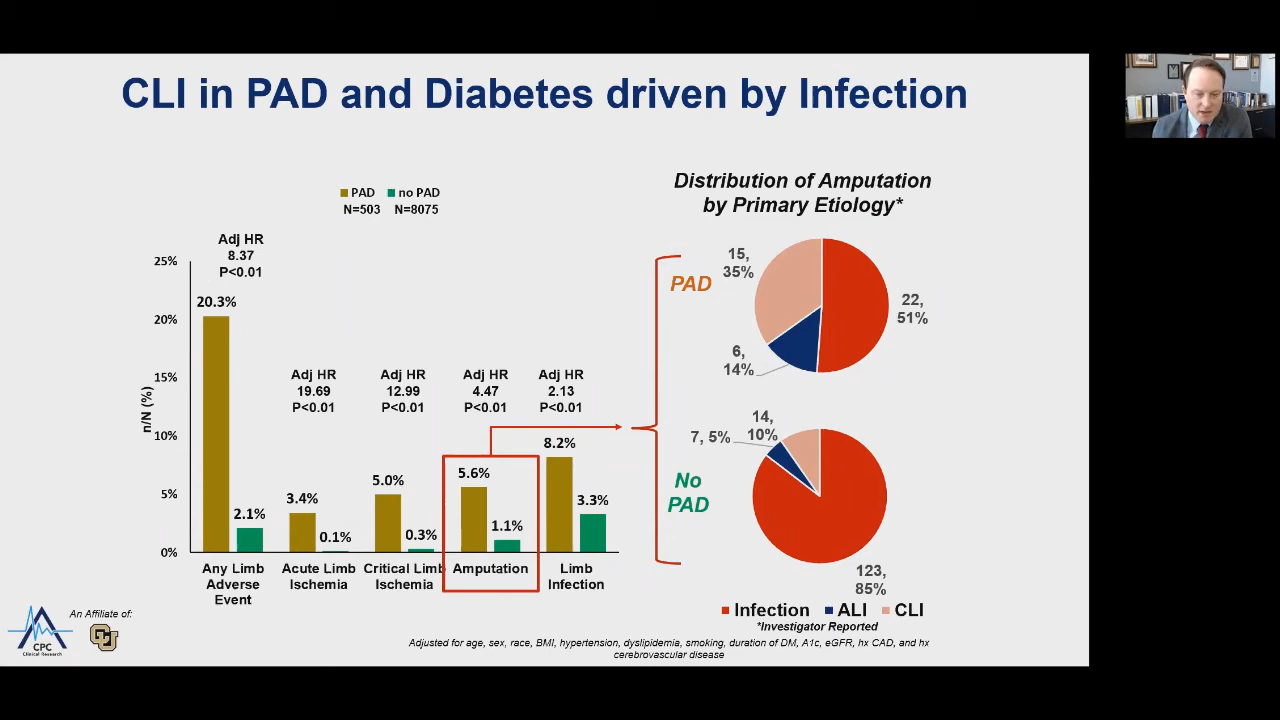 CLI in PAD and Diabetes driven by Infection
PAD no PAD
N=503 N=8075
n/N (%)
25%
20%
15%
10%
5%
0%
Adj HR
8.37
P<0.01
20.3%
2.1%
Any Limb
Adverse
Event
Adj HR
19.69
P<0.01
3.4%
0.1%
Acute Limb
Ischemia
Adj HR
12.99
P<0.01
5.0%
0.3%
Critical Limb
Ischemia
Adj HR
4.47
P<0.01
5.6%
1.1%
Amputation
Adj HR
2.13
P<0.01
8.2%
3.3%
Limb
Infection
Distribution of Amputation
by Primary Etiology*
PAD
15,
35%
22,
51%
6,
14%
No
PAD
14,
10%
7, 5%
123,
85%
Infection ALI CLI
*Investigator Reported
An Affiliate of:
CPC
Clinical Research
CU
Adjusted for age, sex, race, BMI, hypertension, dyslipidemia, smoking, duration of DM, A1c, eGFR, hx CAD, and hx
cerebrovascular disease